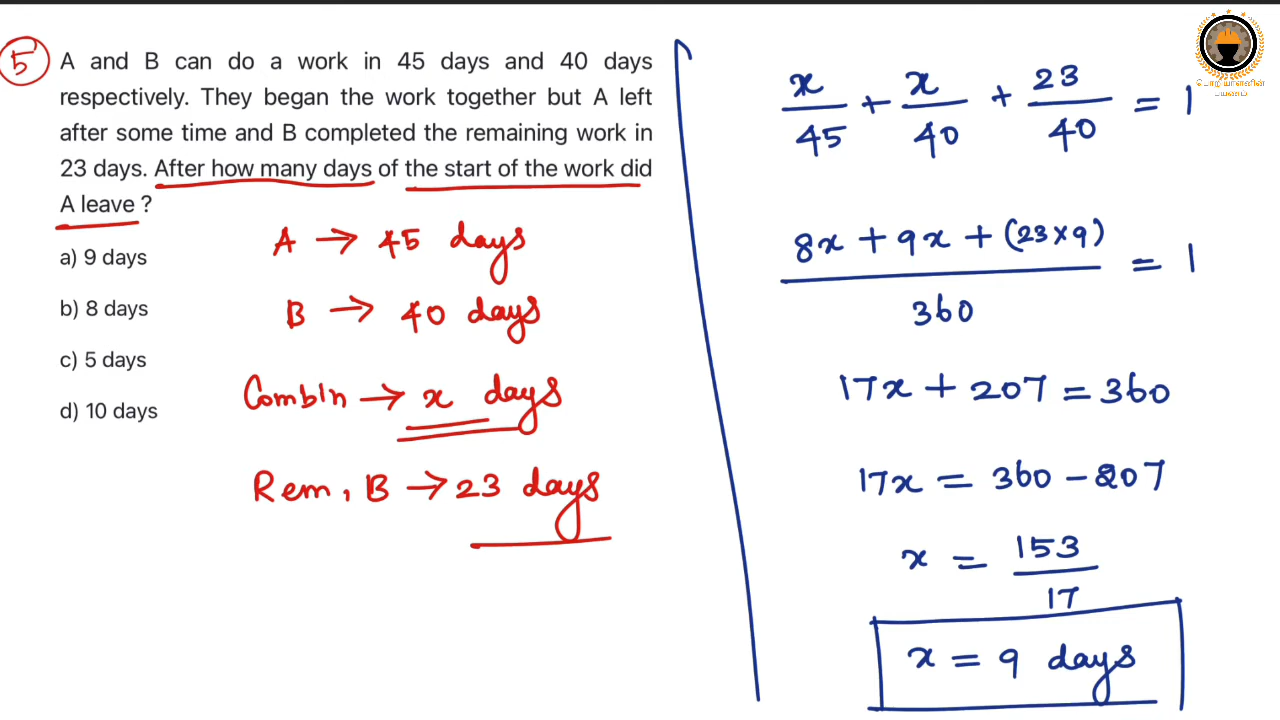 5
A and B can do a work in 45 days and 40 days
respectively. They began the work together but A left
after some time and B completed the remaining work in
23 days. After how many days of the start of the work did
A leave ?
a) 9 days
b) 8 days
c) 5 days
d) 10 days
A → 45 days
B → 40 days
CombIn → x days
Rem, B → 23 days
x/45 + x/40 + 23/40 = 1
8x + 9x + (23×9) / 360 = 1
17x + 207 = 360
17x = 360 - 207
x = 153/17
x = 9 days
பொறியாளனின்
பயணம்